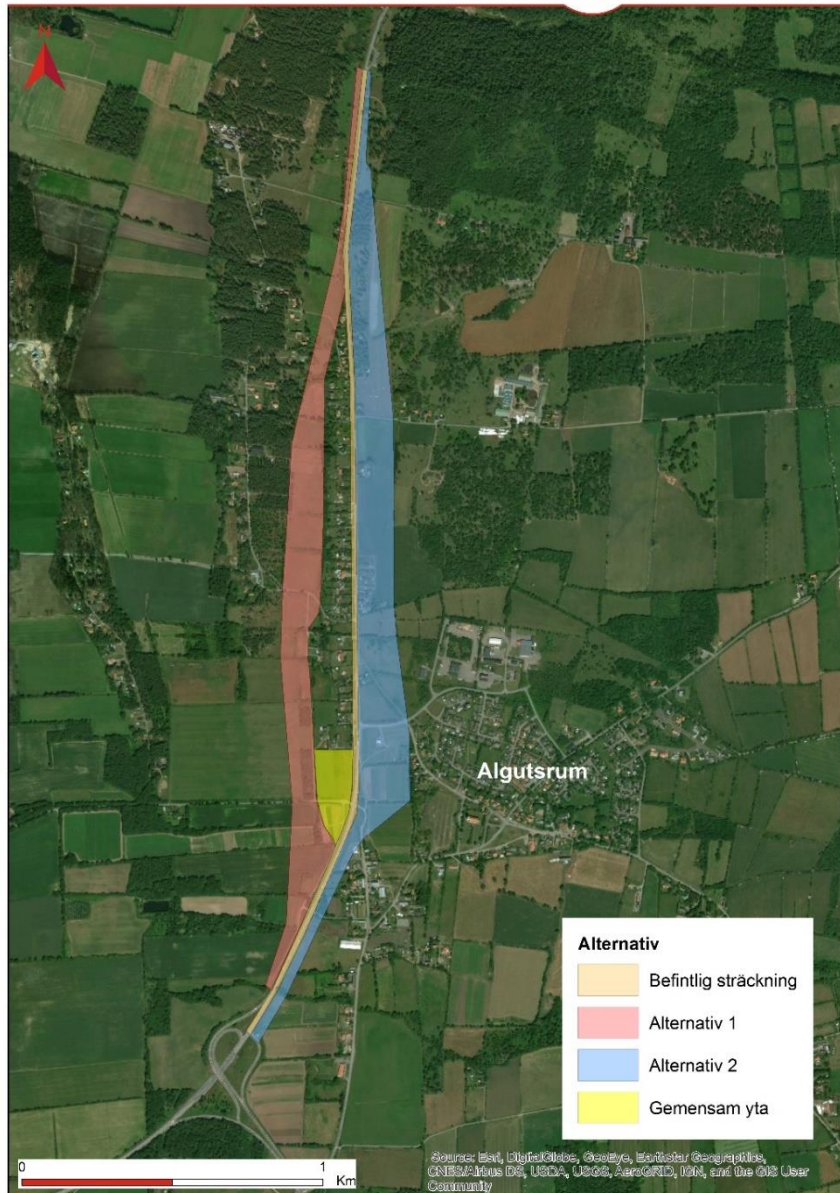 N
Algutsrum
Alternativ
Befintlig sträckning
Alternativ 1
Alternativ 2
Gemensam yta
0
1
Km
Source: Esri, DigitalGlobe, GeoEye, Earthstar Geographics,
CNES/Airbus DS, USDA, USGS, AeroGRID, IGN, and the GIS User
Community